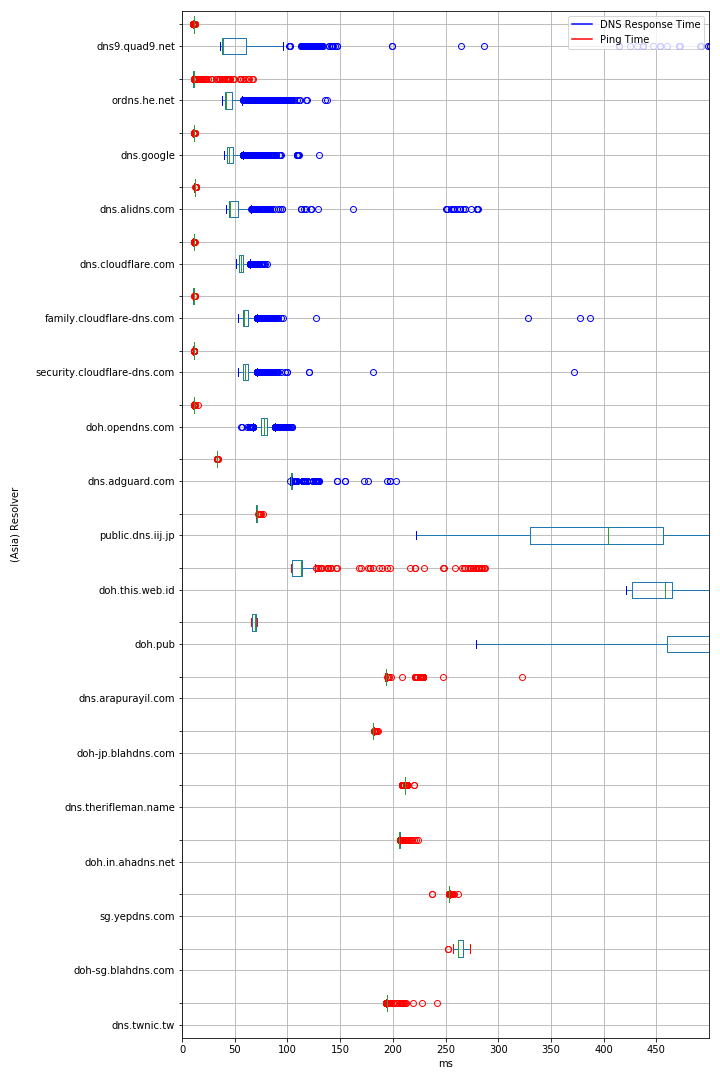 DNS Response Time
Ping Time
dns9.quad9.net
ordns.he.net
dns.google
dns.alidns.com
dns.cloudflare.com
family.cloudflare-dns.com
security.cloudflare-dns.com
doh.opendns.com
dns.adguard.com
public.dns.iij.jp
doh.this.web.id
doh.pub
dns.arapurayil.com
doh-jp.blahdns.com
dns.therifleman.name
doh.in.ahadns.net
sg.yepdns.com
doh-sg.blahdns.com
dns.twnic.tw
(Asia) Resolver
0 50 100 150 200 250 300 350 400 450
ms